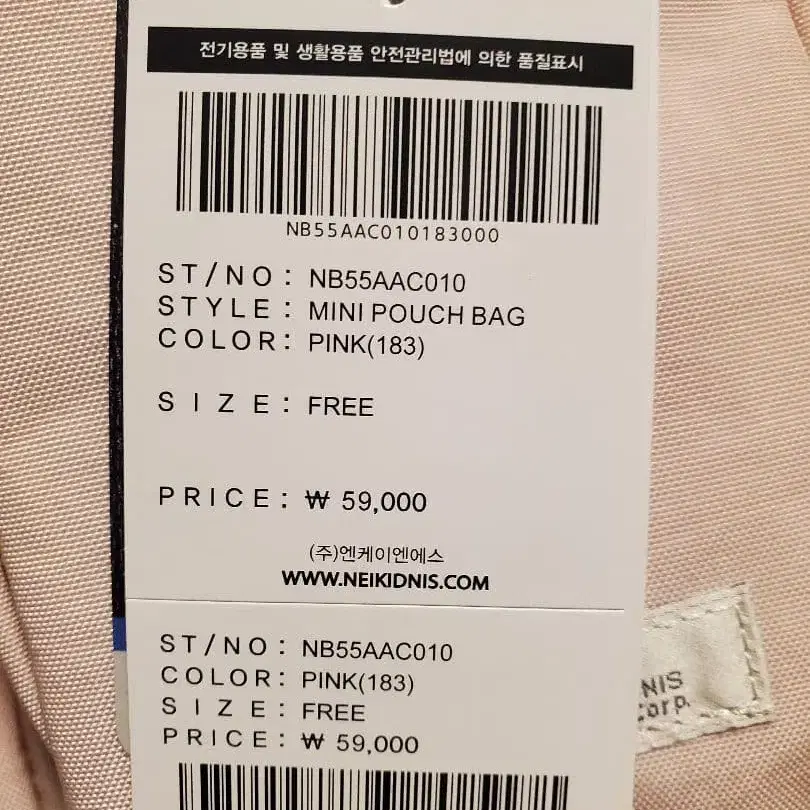 전기용품 및 생활용품 안전관리법에 의한 품질표시
NB55AAC010183000
ST/NO: NB55AAC010
STYLE: MINI POUCH BAG
COLOR: PINK(183)
SIZE: FREE
PRICE: ₩ 59,000
(주)엔케이엔에스
WWW.NEIKIDNIS.COM
ST/NO: NB55AAC010
COLOR: PINK(183)
SIZE: FREE
PRICE: ₩ 59,000
NIS
corp.